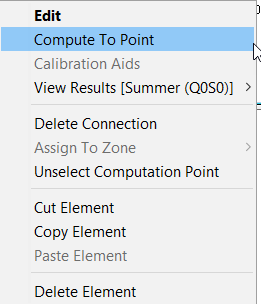 Edit
Compute To Point
Calibration Aids
View Results [Summer (Q0S0)]
Delete Connection
Assign To Zone
Unselect Computation Point
Cut Element
Copy Element
Paste Element
Delete Element